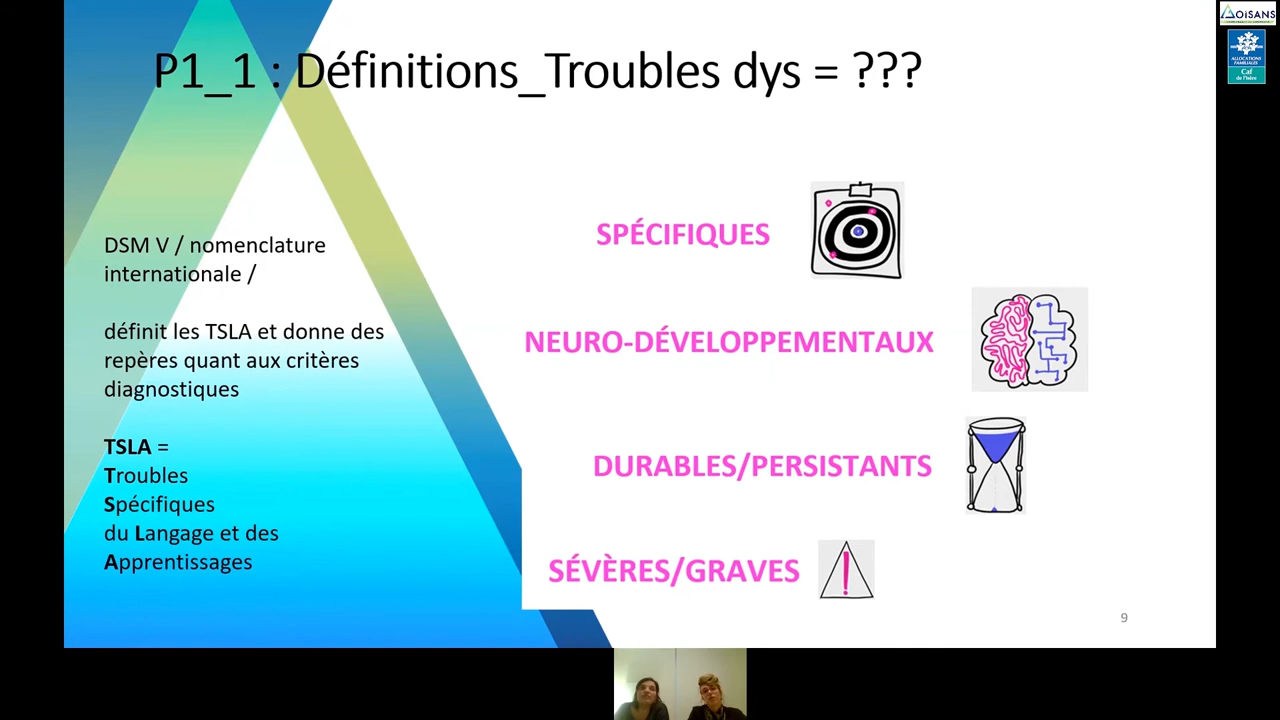 P1_1 : Définitions_Troubles dys = ???
DSM V / nomenclature
internationale /
définit les TSLA et donne des
repères quant aux critères
diagnostiques
TSLA =
Troubles
Spécifiques
du Langage et des
Apprentissages
SPÉCIFIQUES
NEURO-DÉVELOPPEMENTAUX
DURABLES/PERSISTANTS
SÉVÈRES/GRAVES
!
9
OISANS
ALLOCATIONS
FAMILIALES
Caf
de l'Isère